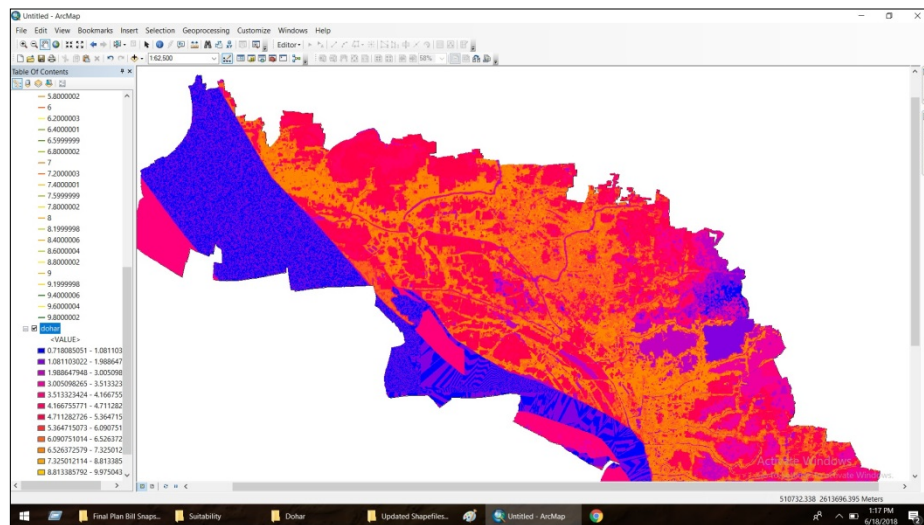 Untitled - ArcMap
File Edit View Bookmarks Insert Selection Geoprocessing Customize Windows Help
Editor
1:62,500
58%
Table Of Contents
5.8000002
6
6.2000003
6.4000001
6.5999999
6.8000002
7
7.2000003
7.4000001
7.5999999
7.8000002
8
8.1999998
8.4000006
8.6000004
8.8000002
9
9.1999998
9.4000006
9.6000004
9.8000002
dohar
<VALUE>
0.718085051 - 1.081103
1.081103022 - 1.988647
1.988647948 - 3.005098
3.005098265 - 3.513323
3.513323424 - 4.166755
4.166755771 - 4.711282
4.711282726 - 5.364715
5.364715073 - 6.090751
6.090751014 - 6.526372
6.526372579 - 7.325012
7.325012114 - 8.813385
8.813385792 - 9.975043
Activate Windows
510732.338 2613696.395 Meters
Final Plan Bill Snaps...
Suitability
Dohar
Updated Shapefiles...
Untitled - ArcMap
1:17 PM
6/18/2018